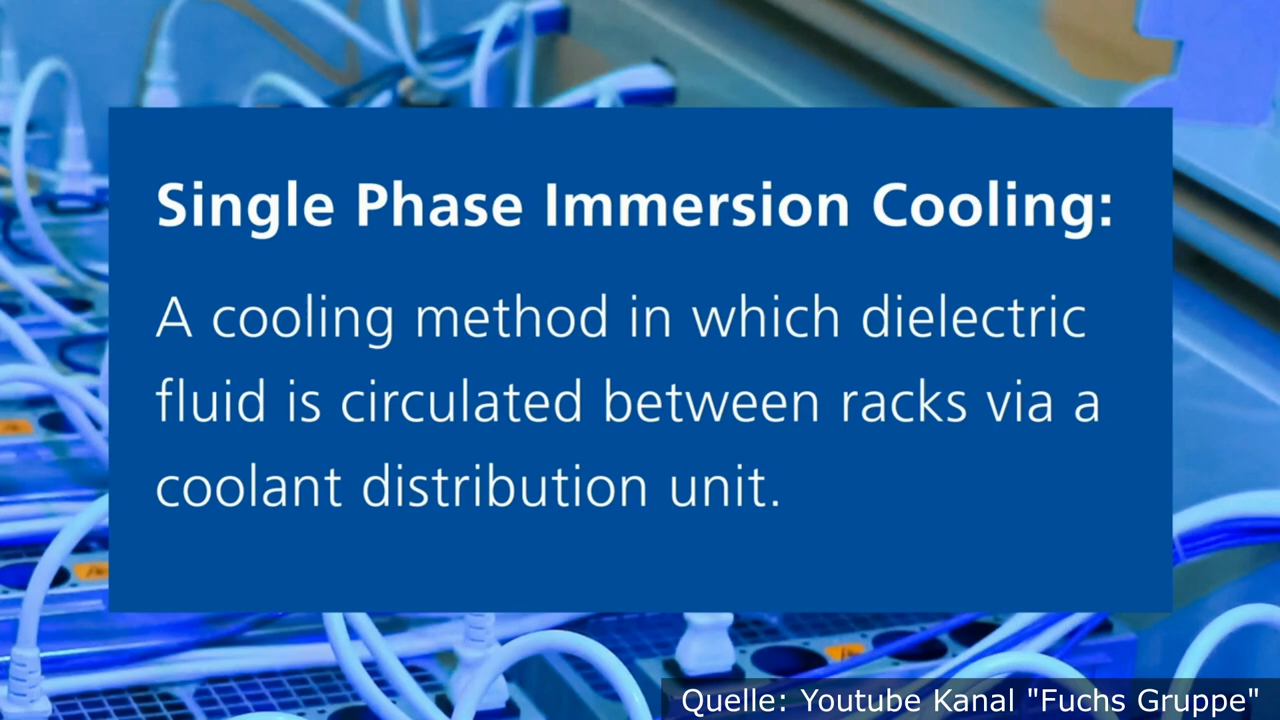 Single Phase Immersion Cooling:
A cooling method in which dielectric
fluid is circulated between racks via a
coolant distribution unit.
Quelle: Youtube Kanal "Fuchs Gruppe"